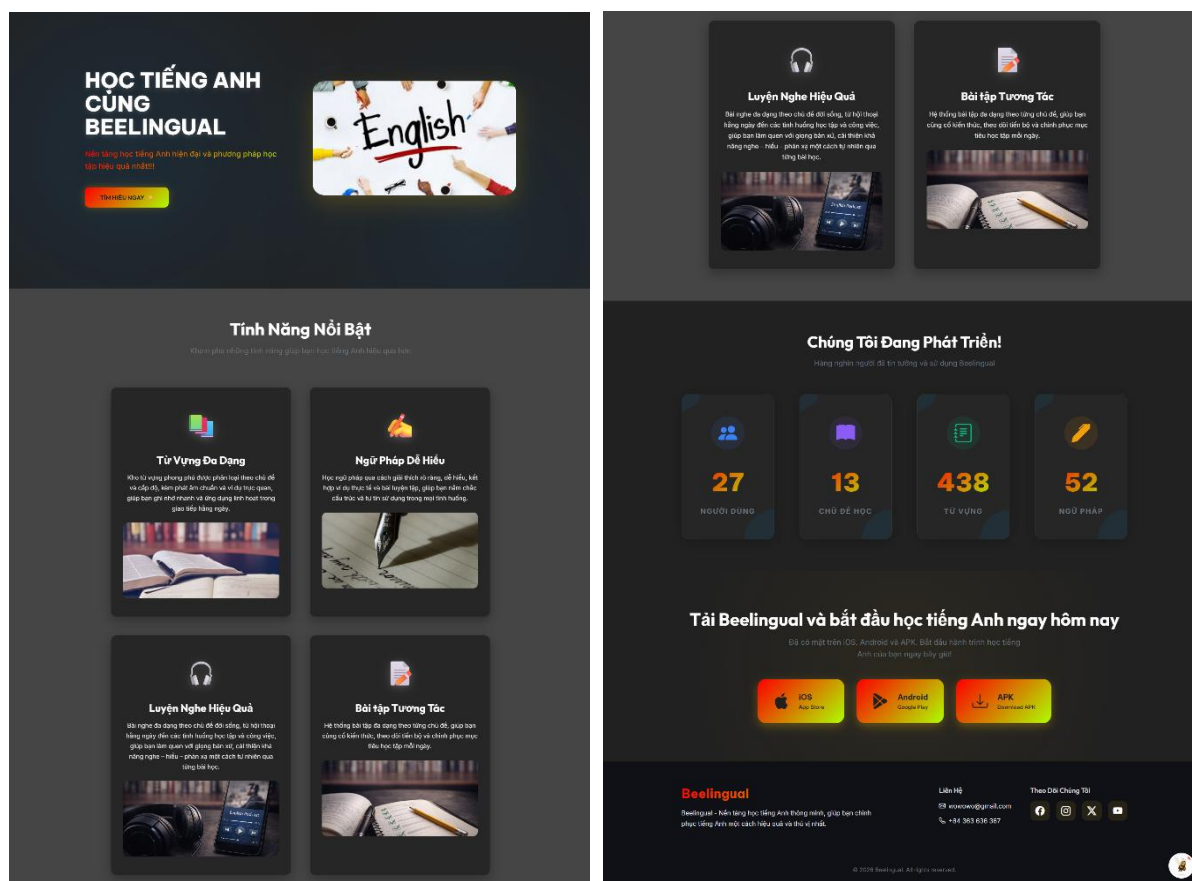 HỌC TIẾNG ANH
CÙNG
BEELINGUAL
Nền tảng học tiếng Anh hiện đại và phương pháp học
tập hiệu quả nhất!!!
TÌM HIỂU NGAY
English
Tính Năng Nổi Bật
Khám phá những tính năng giúp bạn học tiếng Anh hiệu quả hơn
Từ Vựng Đa Dạng
Kho từ vựng phong phú được phân loại theo chủ đề
và cấp độ, kèm phát âm chuẩn và ví dụ trực quan,
giúp bạn ghi nhớ nhanh và ứng dụng linh hoạt trong
giao tiếp hằng ngày.
Ngữ Pháp Dễ Hiểu
Học ngữ pháp qua cách giải thích rõ ràng, dễ hiểu, kết
hợp ví dụ thực tế và bài luyện tập, giúp bạn nắm chắc
cấu trúc và tự tin sử dụng trong mọi tình huống.
Luyện Nghe Hiệu Quả
Bài nghe đa dạng theo chủ đề đời sống, từ hội thoại
hằng ngày đến các tình huống học tập và công việc,
giúp bạn làm quen với giọng bản xứ, cải thiện khả
năng nghe – hiểu – phản xạ một cách tự nhiên qua
từng bài học.
Bài tập Tương Tác
Hệ thống bài tập đa dạng theo từng chủ đề, giúp bạn
củng cố kiến thức, theo dõi tiến bộ và chinh phục mục
tiêu học tập mỗi ngày.
Luyện Nghe Hiệu Quả
Bài nghe đa dạng theo chủ đề đời sống, từ hội thoại
hằng ngày đến các tình huống học tập và công việc,
giúp bạn làm quen với giọng bản xứ, cải thiện khả
năng nghe – hiểu – phản xạ một cách tự nhiên qua
từng bài học.
Bài tập Tương Tác
Hệ thống bài tập đa dạng theo từng chủ đề, giúp bạn
củng cố kiến thức, theo dõi tiến bộ và chinh phục mục
tiêu học tập mỗi ngày.
Chúng Tôi Đang Phát Triển!
Hàng nghìn người đã tin tưởng và sử dụng Beelingual
27
NGƯỜI DÙNG
13
CHỦ ĐỀ HỌC
438
TỪ VỰNG
52
NGỮ PHÁP
Tải Beelingual và bắt đầu học tiếng Anh ngay hôm nay
Đã có mặt trên iOS, Android và APK. Bắt đầu hành trình học tiếng
Anh của bạn ngay bây giờ!
iOS
App Store
Android
Google Play
APK
Download APK
Beelingual
Beelingual - Nền tảng học tiếng Anh thông minh, giúp bạn chinh
phục tiếng Anh một cách hiệu quả và thú vị nhất.
Liên Hệ
wowowo@gmail.com
+84 363 636 367
Theo Dõi Chúng Tôi
© 2026 Beelingual. All rights reserved.